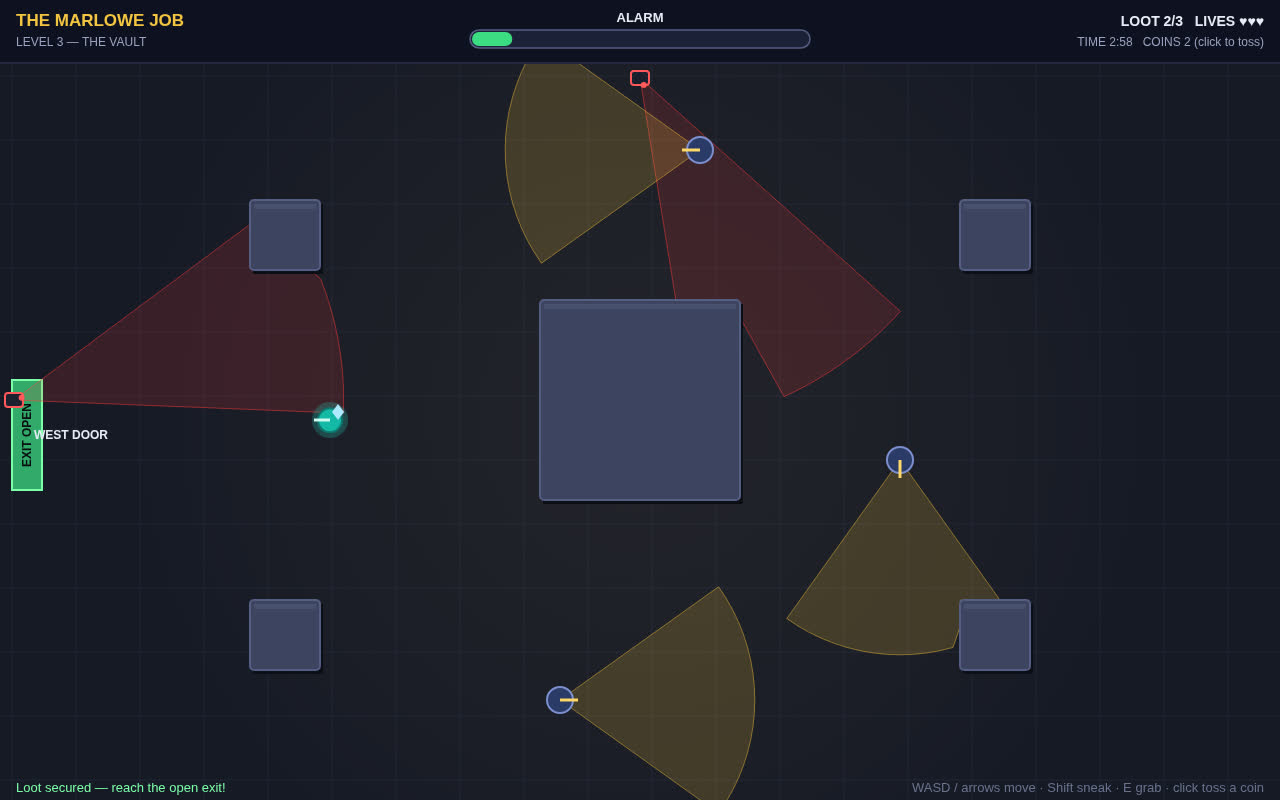 THE MARLOWE JOB
LEVEL 3 — THE VAULT
ALARM
LOOT 2/3 LIVES ♥♥♥
TIME 2:58 COINS 2 (click to toss)
EXIT OPEN
WEST DOOR
Loot secured — reach the open exit!
WASD / arrows move · Shift sneak · E grab · click toss a coin